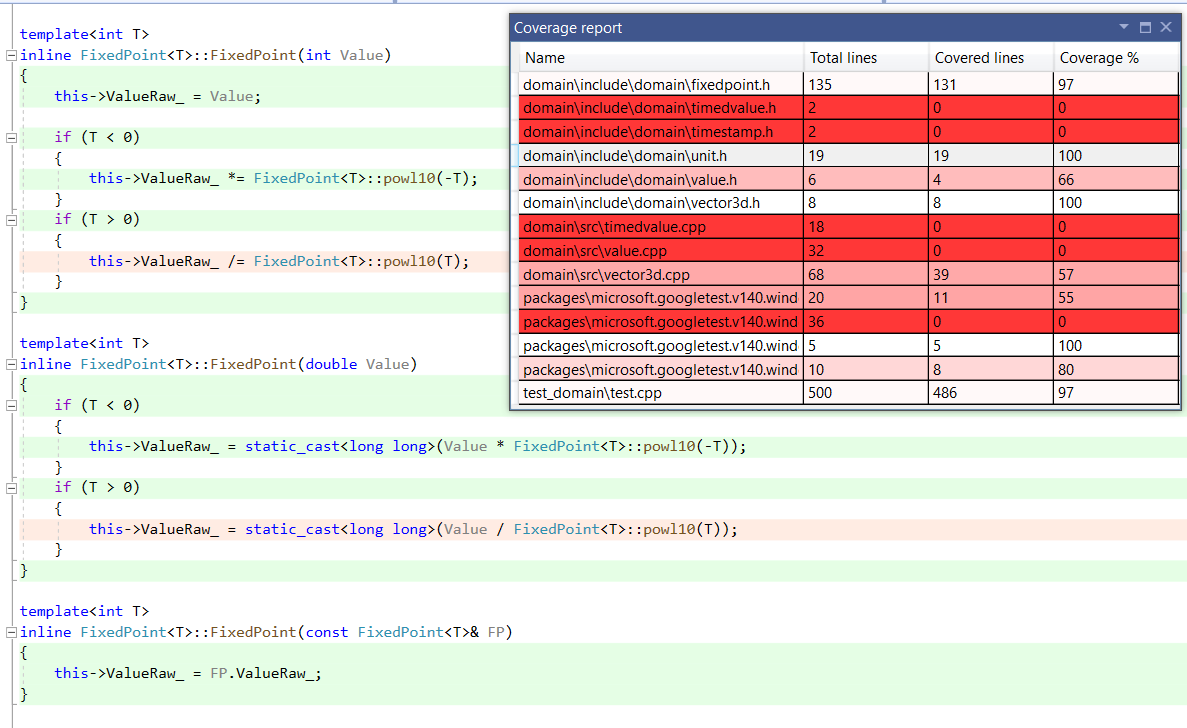 template<int T>
inline FixedPoint<T>::FixedPoint(int Value)
{
    this->ValueRaw_ = Value;

    if (T < 0)
    {
        this->ValueRaw_ *= FixedPoint<T>::powl10(-T);
    }
    if (T > 0)
    {
        this->ValueRaw_ /= FixedPoint<T>::powl10(T);
    }
}

template<int T>
inline FixedPoint<T>::FixedPoint(double Value)
{
    if (T < 0)
    {
        this->ValueRaw_ = static_cast<long long>(Value * FixedPoint<T>::powl10(-T));
    }
    if (T > 0)
    {
        this->ValueRaw_ = static_cast<long long>(Value / FixedPoint<T>::powl10(T));
    }
}

template<int T>
inline FixedPoint<T>::FixedPoint(const FixedPoint<T>& FP)
{
    this->ValueRaw_ = FP.ValueRaw_;
}

Coverage report
Name Total lines Covered lines Coverage %
domain\include\domain\fixedpoint.h 135 131 97
domain\include\domain\timedvalue.h 2 0 0
domain\include\domain\timestamp.h 2 0 0
domain\include\domain\unit.h 19 19 100
domain\include\domain\value.h 6 4 66
domain\include\domain\vector3d.h 8 8 100
domain\src\timedvalue.cpp 18 0 0
domain\src\value.cpp 32 0 0
domain\src\vector3d.cpp 68 39 57
packages\microsoft.googletest.v140.wind 20 11 55
packages\microsoft.googletest.v140.wind 36 0 0
packages\microsoft.googletest.v140.wind 5 5 100
packages\microsoft.googletest.v140.wind 10 8 80
test_domain\test.cpp 500 486 97